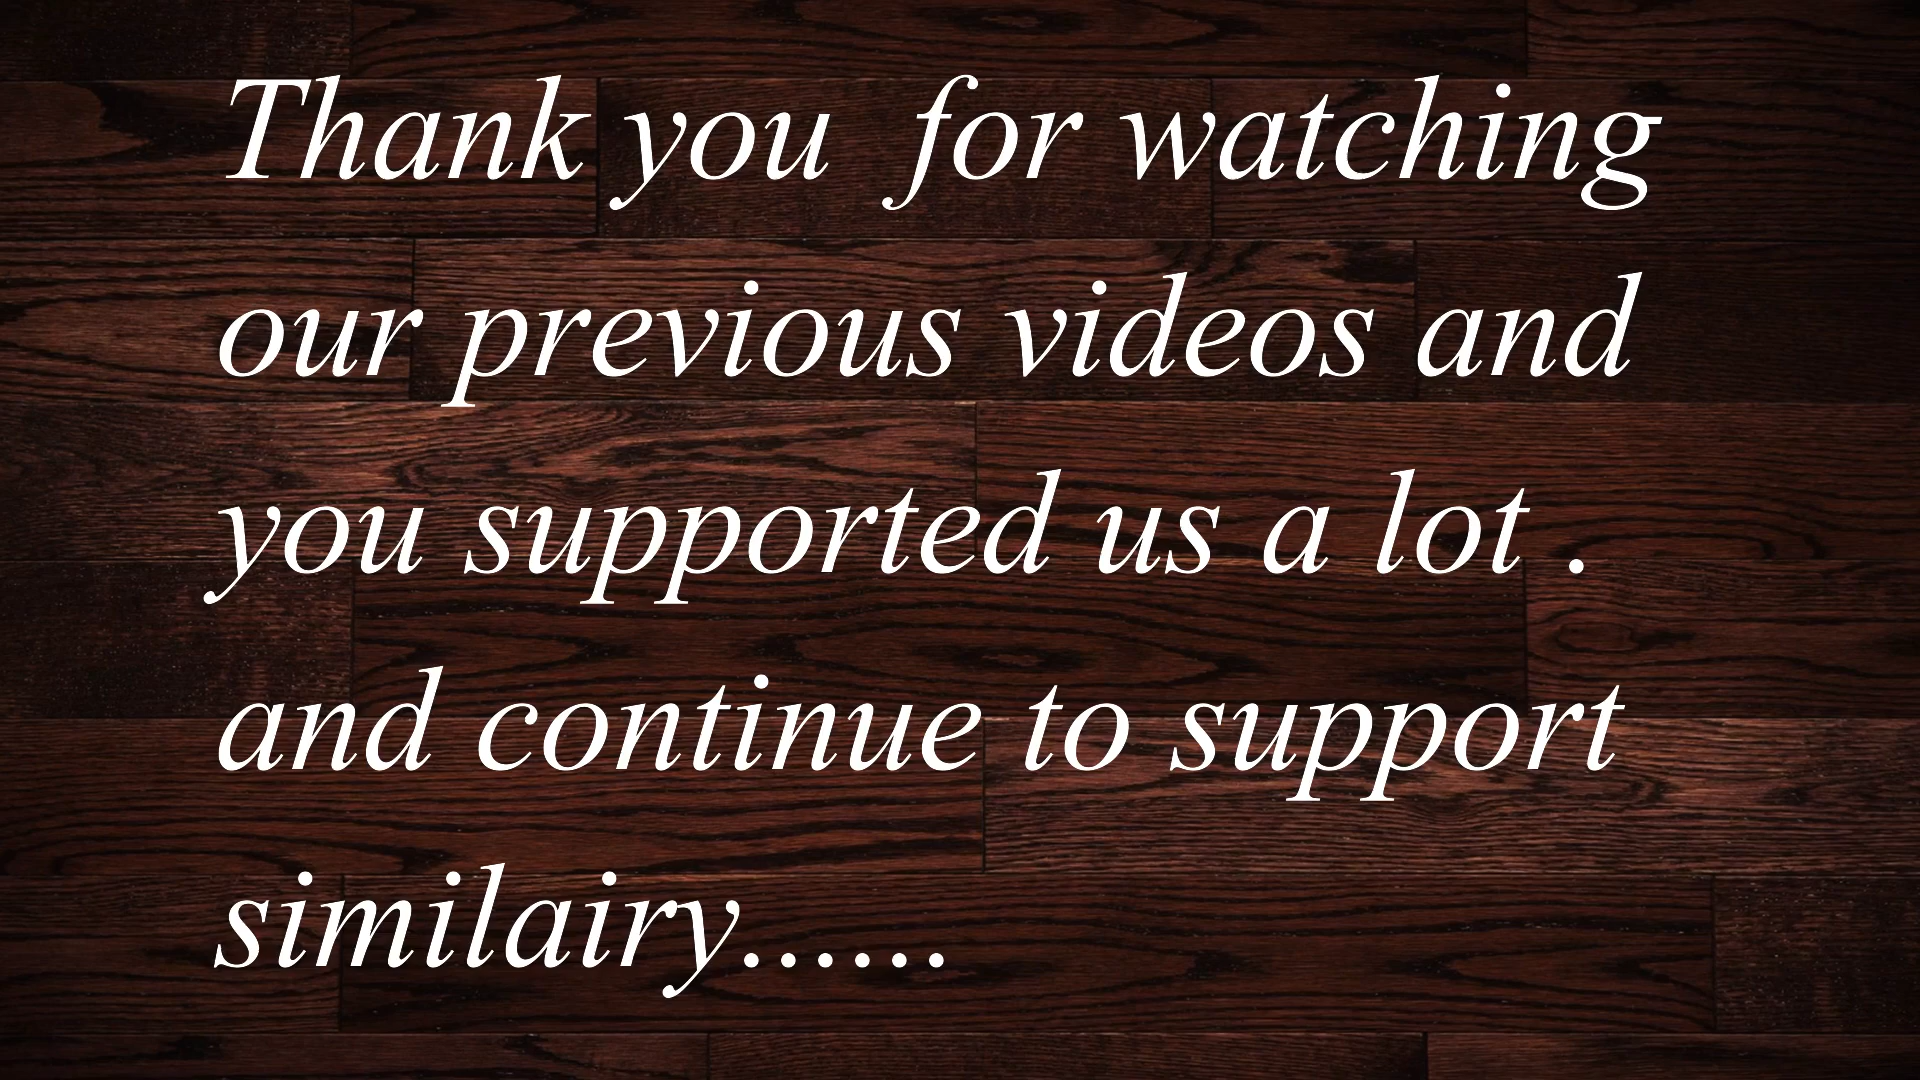 Thank you  for watching
our previous videos and
you supported us a lot .
and continue to support
similairy......